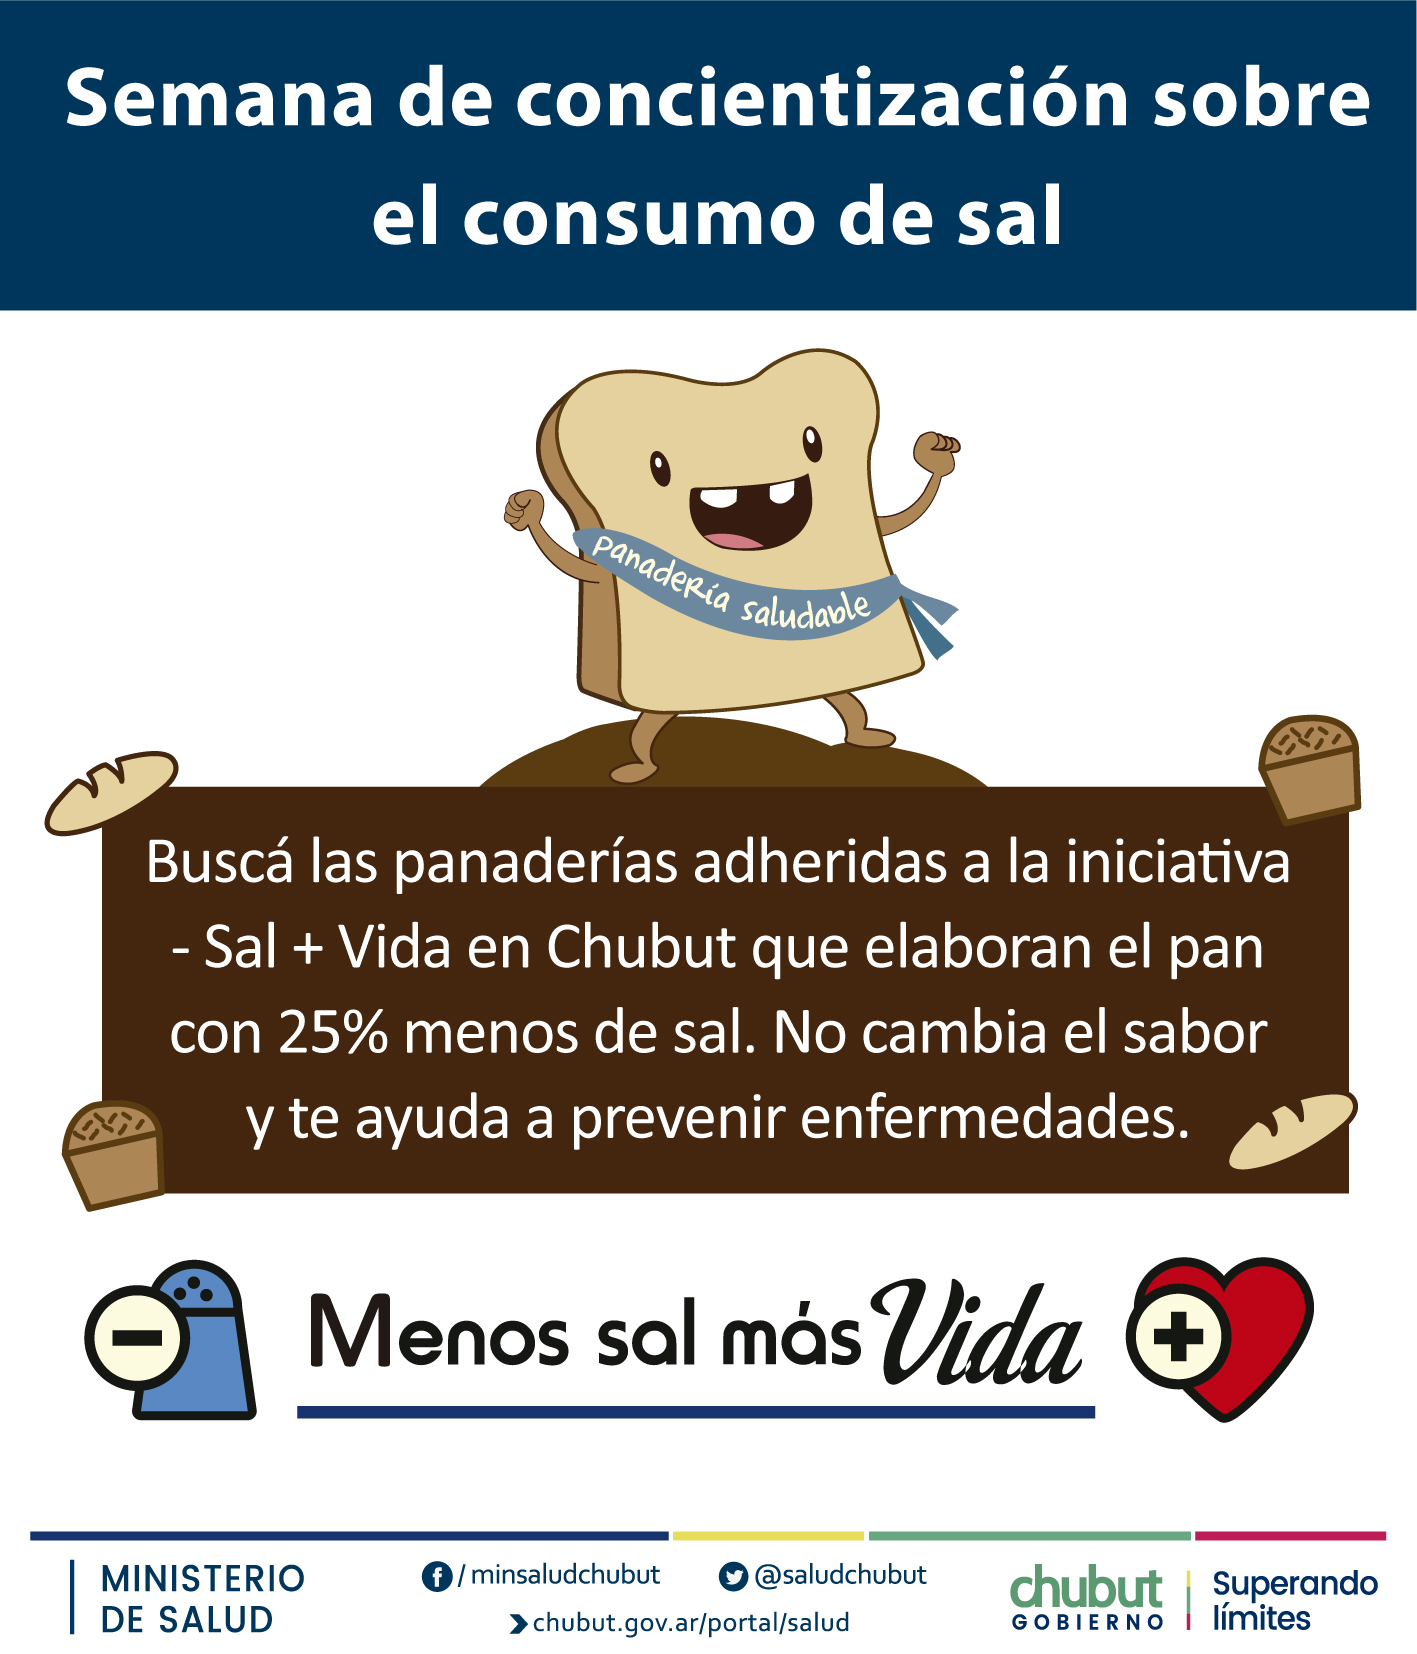 Semana de concientización sobre
el consumo de sal
panadería saludable
Buscá las panaderías adheridas a la iniciativa
- Sal + Vida en Chubut que elaboran el pan
con 25% menos de sal. No cambia el sabor
y te ayuda a prevenir enfermedades.
Menos sal más Vida
MINISTERIO
DE SALUD
/minsaludchubut
@saludchubut
chubut.gov.ar/portal/salud
chubut
GOBIERNO
Superando
límites